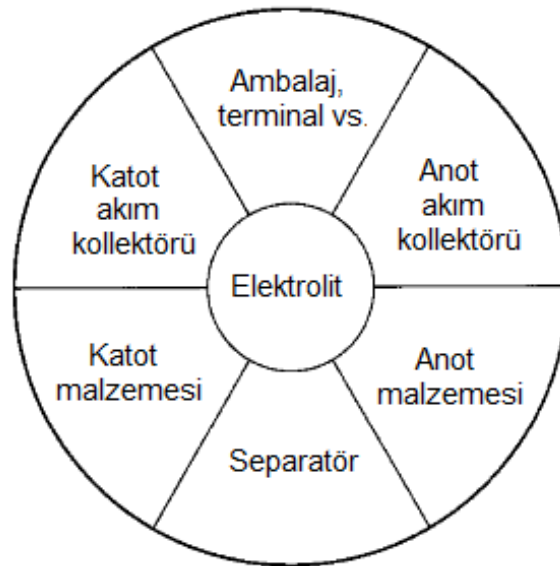 Ambalaj,
terminal vs.
Katot
akım
kollektörü
Anot
akım
kollektörü
Elektrolit
Katot
malzemesi
Anot
malzemesi
Separatör